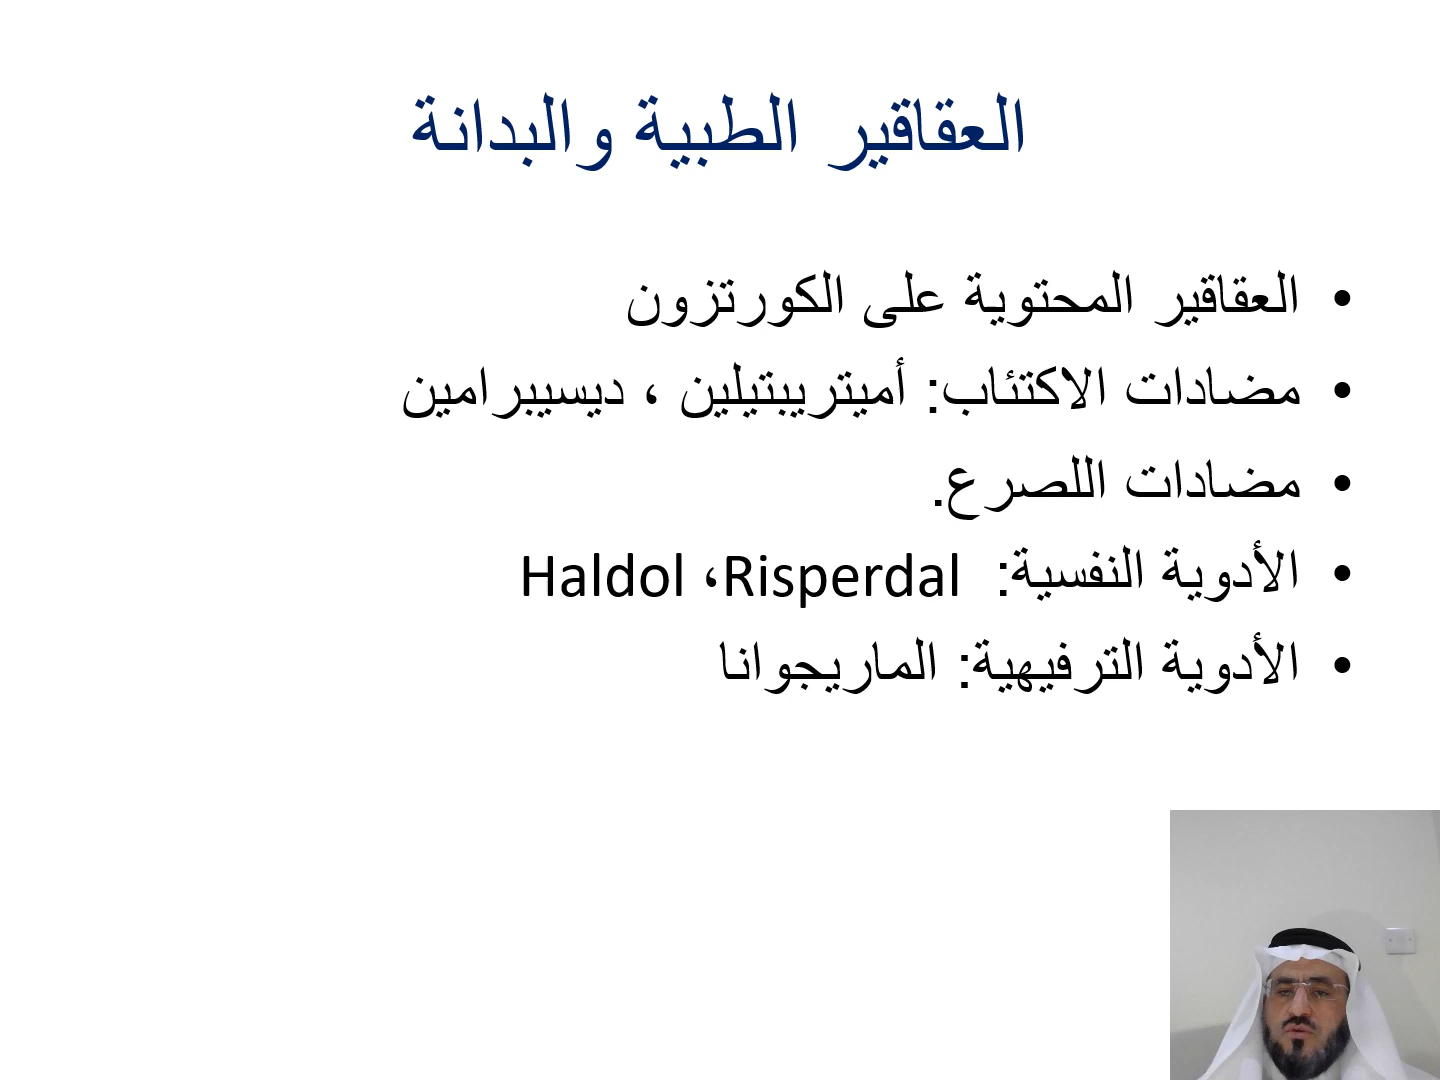 العقاقير الطبية والبدانة
• العقاقير المحتوية على الكورتزون
• مضادات الاكتئاب: أميتريبتيلين ، ديسيبرامين
• مضادات اللصرع.
• الأدوية النفسية: Haldol ،Risperdal
• الأدوية الترفيهية: الماريجوانا